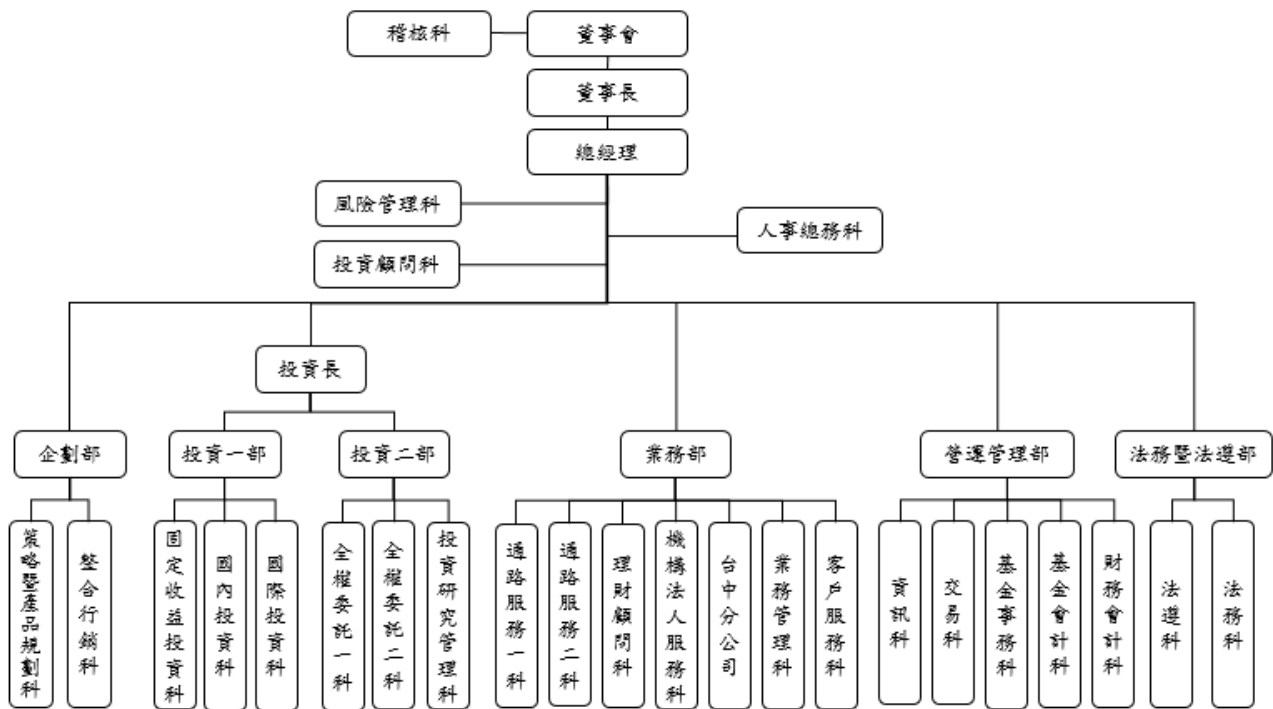 稽核科
董事會
董事長
總經理
風險管理科
人事總務科
投資顧問科
投資長
企劃部
投資一部
投資二部
業務部
營運管理部
法務暨法遵部
策略暨產品規劃科
整合行銷科
固定收益投資科
國內投資科
國際投資科
全權委託一科
全權委託二科
投資研究管理科
通路服務一科
通路服務二科
理財顧問科
機構法人服務科
台中分公司
業務管理科
客戶服務科
資訊科
交易科
基金事務科
基金會計科
財務會計科
法遵科
法務科